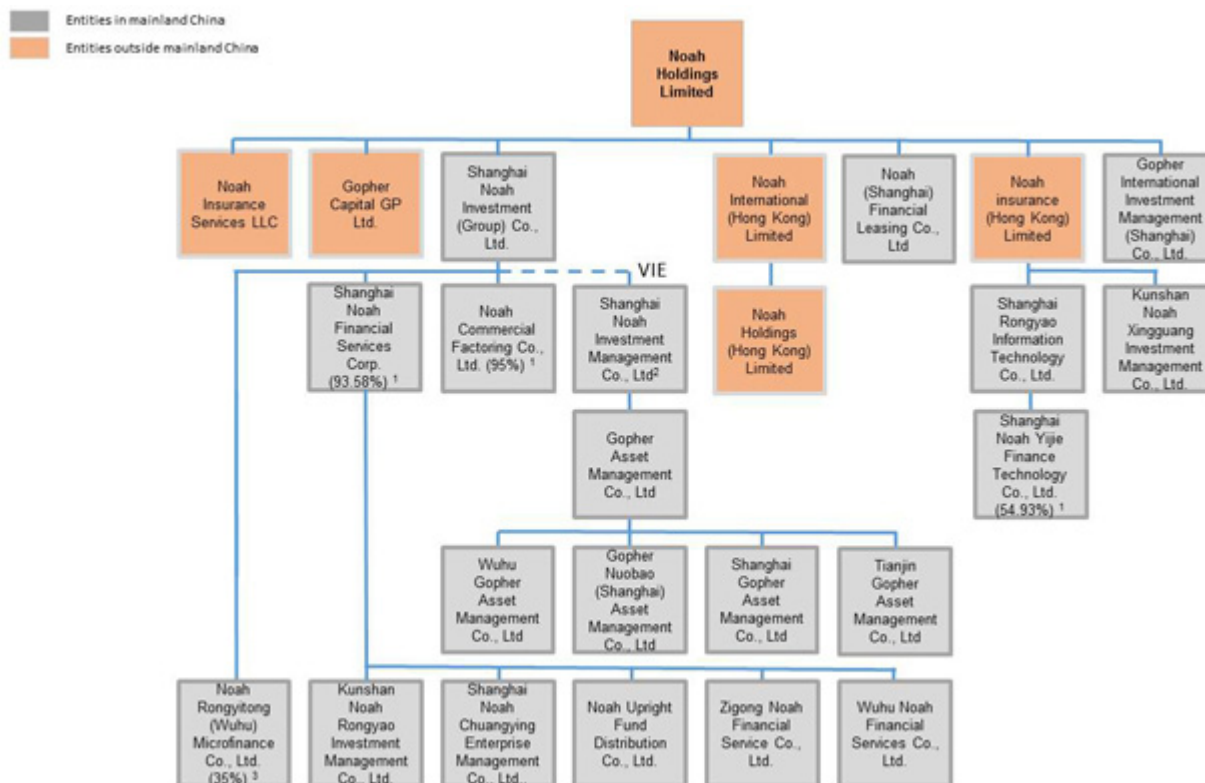 Entities in mainland China
Entities outside mainland China
Noah
Holdings
Limited
Noah
Insurance
Services LLC
Gopher
Capital GP
Ltd.
Shanghai
Noah
Investment
(Group) Co.,
Ltd.
Noah
International
(Hong Kong)
Limited
Noah
(Shanghai)
Financial
Leasing Co.,
Ltd
Noah
insurance
(Hong Kong)
Limited
Gopher
International
Investment
Management
(Shanghai)
Co., Ltd.
VIE
Shanghai
Noah
Financial
Services
Corp.
(93.58%) 1
Noah
Commercial
Factoring Co.,
Ltd. (95%) 1
Shanghai
Noah
Investment
Management
Co., Ltd2
Noah
Holdings
(Hong Kong)
Limited
Shanghai
Rongyao
Information
Technology
Co., Ltd.
Kunshan
Noah
Xingguang
Investment
Management
Co., Ltd.
Gopher
Asset
Management
Co., Ltd
Shanghai
Noah Yijie
Finance
Technology
Co., Ltd.
(54.93%) 1
Wuhu
Gopher
Asset
Management
Co., Ltd
Gopher
Nuobao
(Shanghai)
Asset
Management
Co., Ltd
Shanghai
Gopher
Asset
Management
Co., Ltd
Tianjin
Gopher
Asset
Management
Co., Ltd
Noah
Rongyitong
(Wuhu)
Microfinance
Co., Ltd.
(35%) 3
Kunshan
Noah
Rongyao
Investment
Management
Co., Ltd.
Shanghai
Noah
Chuangying
Enterprise
Management
Co., Ltd.
Noah Upright
Fund
Distribution
Co., Ltd.
Zigong Noah
Financial
Service Co.,
Ltd.
Wuhu Noah
Financial
Services Co.,
Ltd.